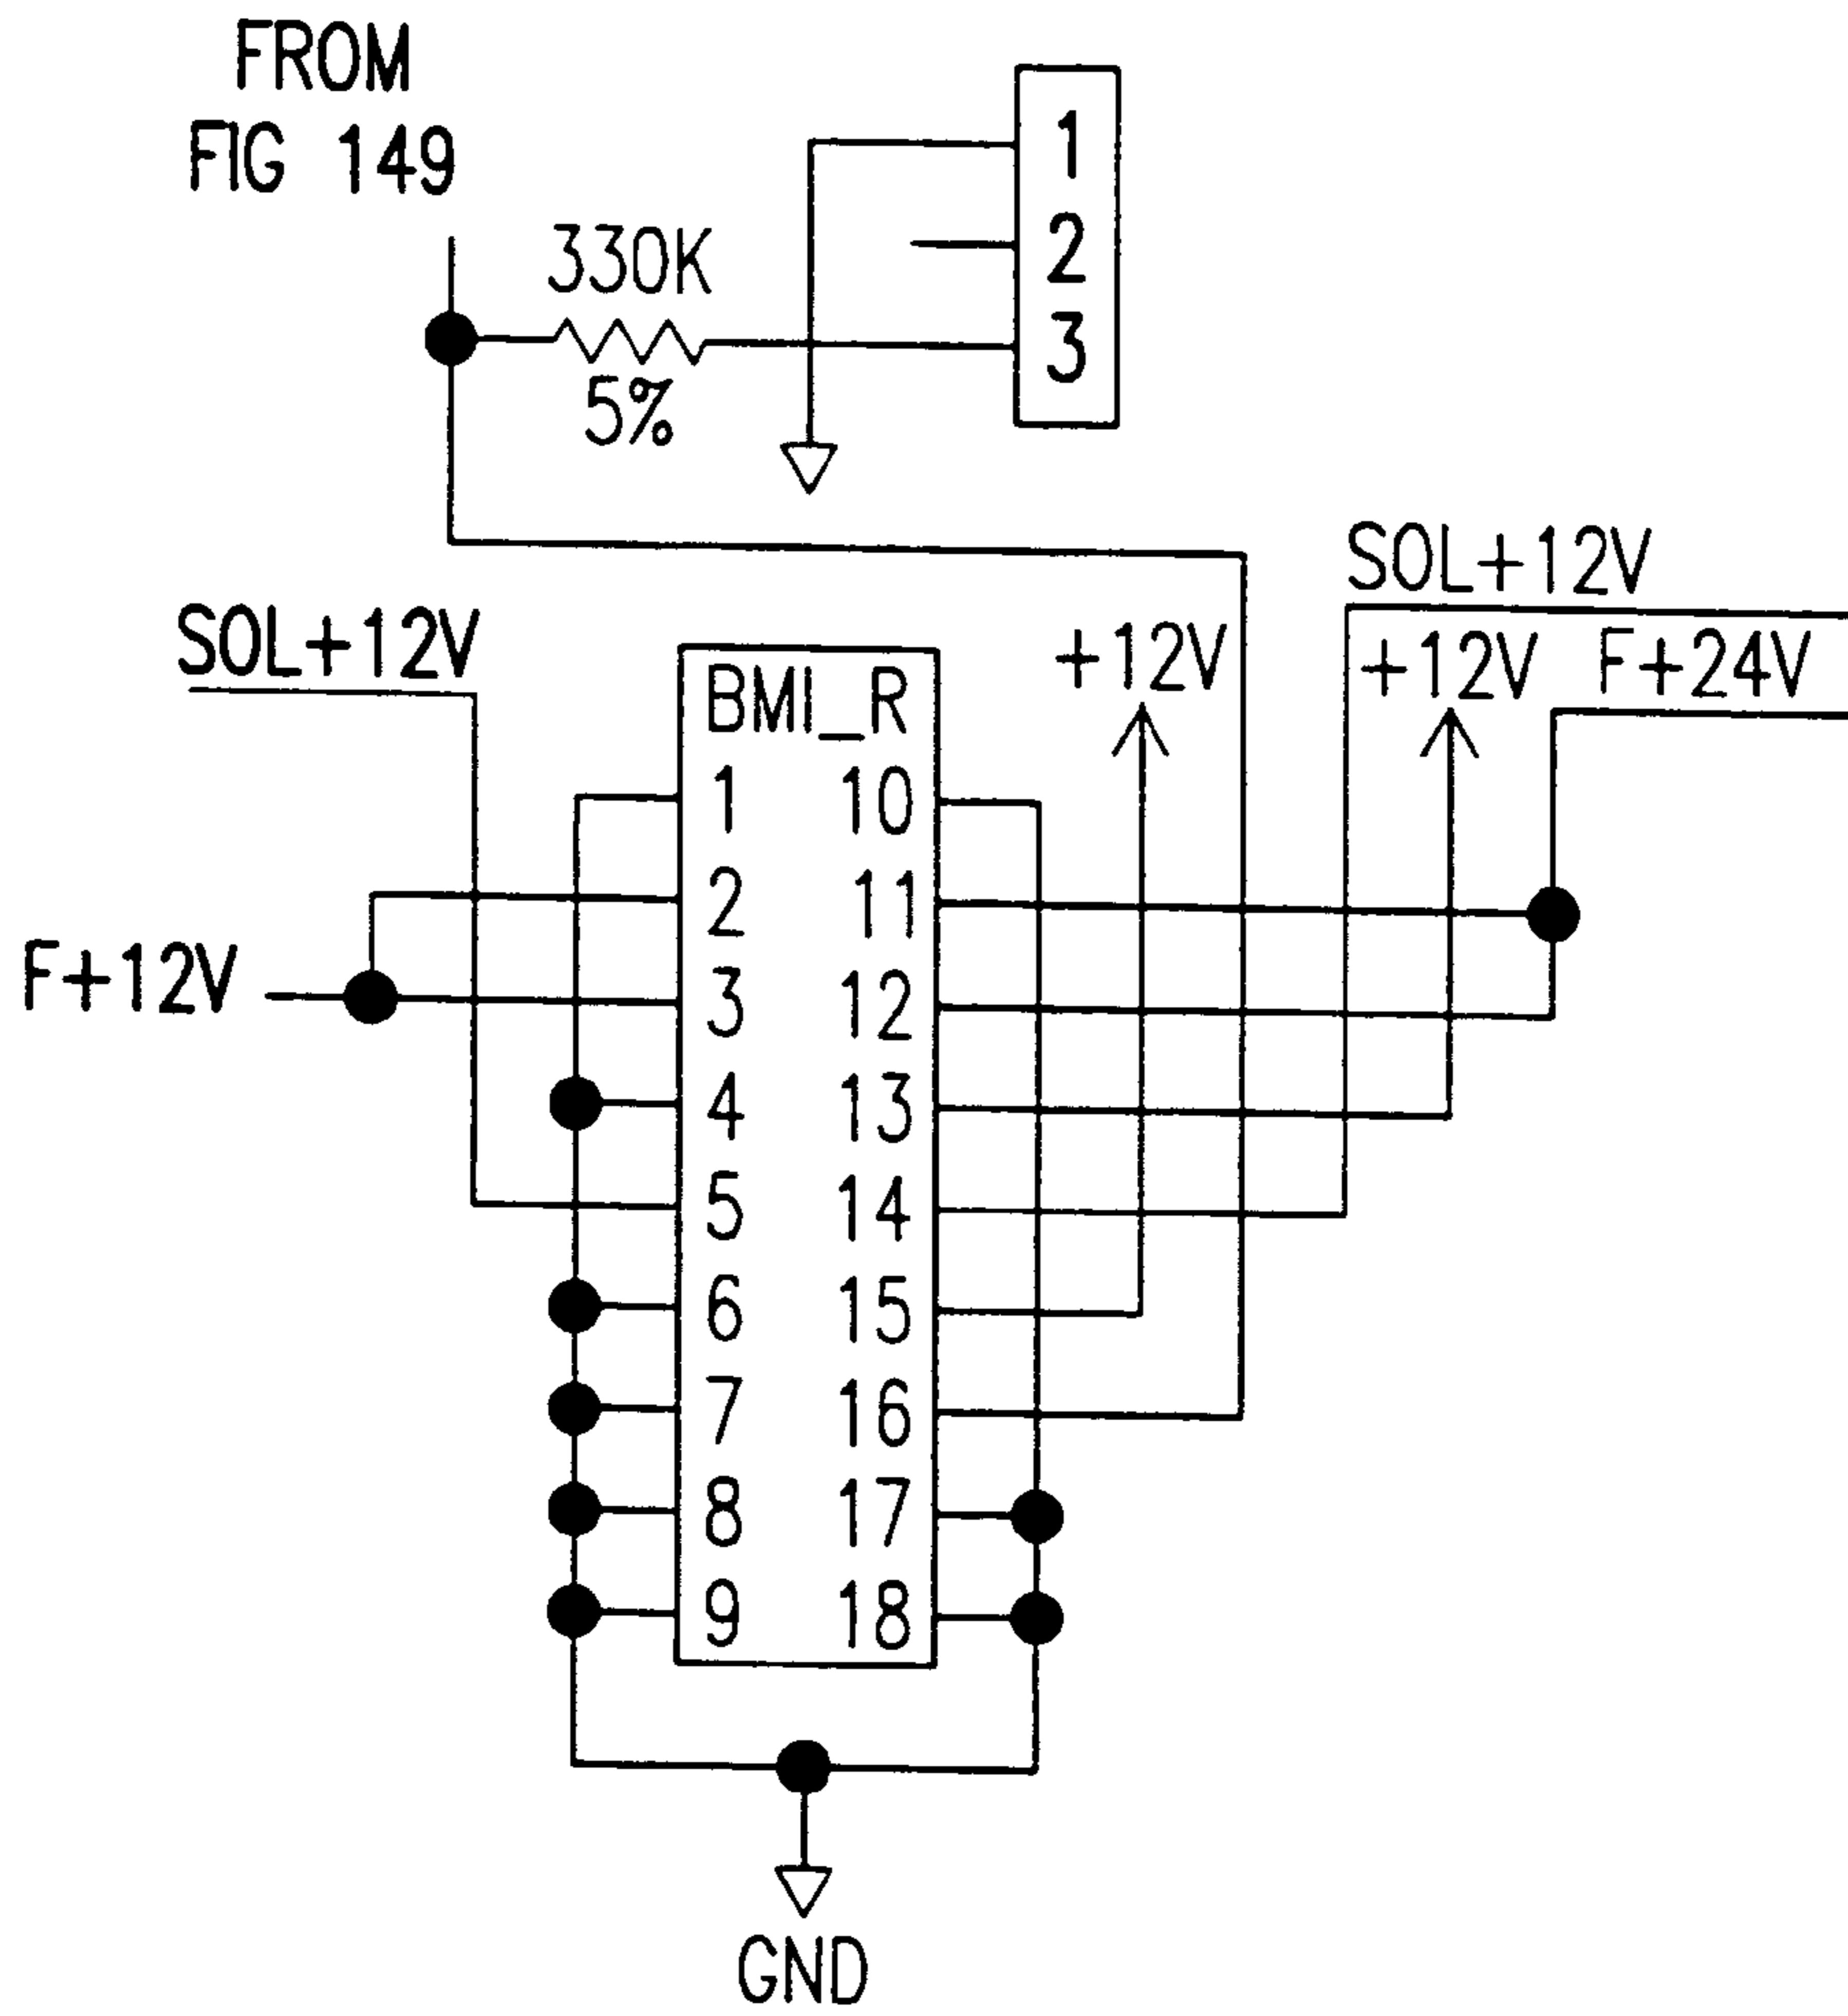 FROM
FIG 149
330K
5%
1
2
3
SOL+12V
SOL+12V
+12V
+12V
F+24V
F+12V
BMI_R
1 10
2 11
3 12
4 13
5 14
6 15
7 16
8 17
9 18
GND